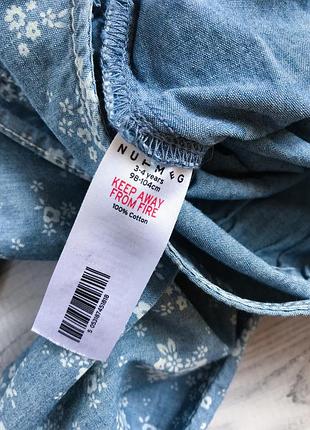 NUTMEG
3-4 years
98-104cm
KEEP AWAY
FROM FIRE
100% Cotton